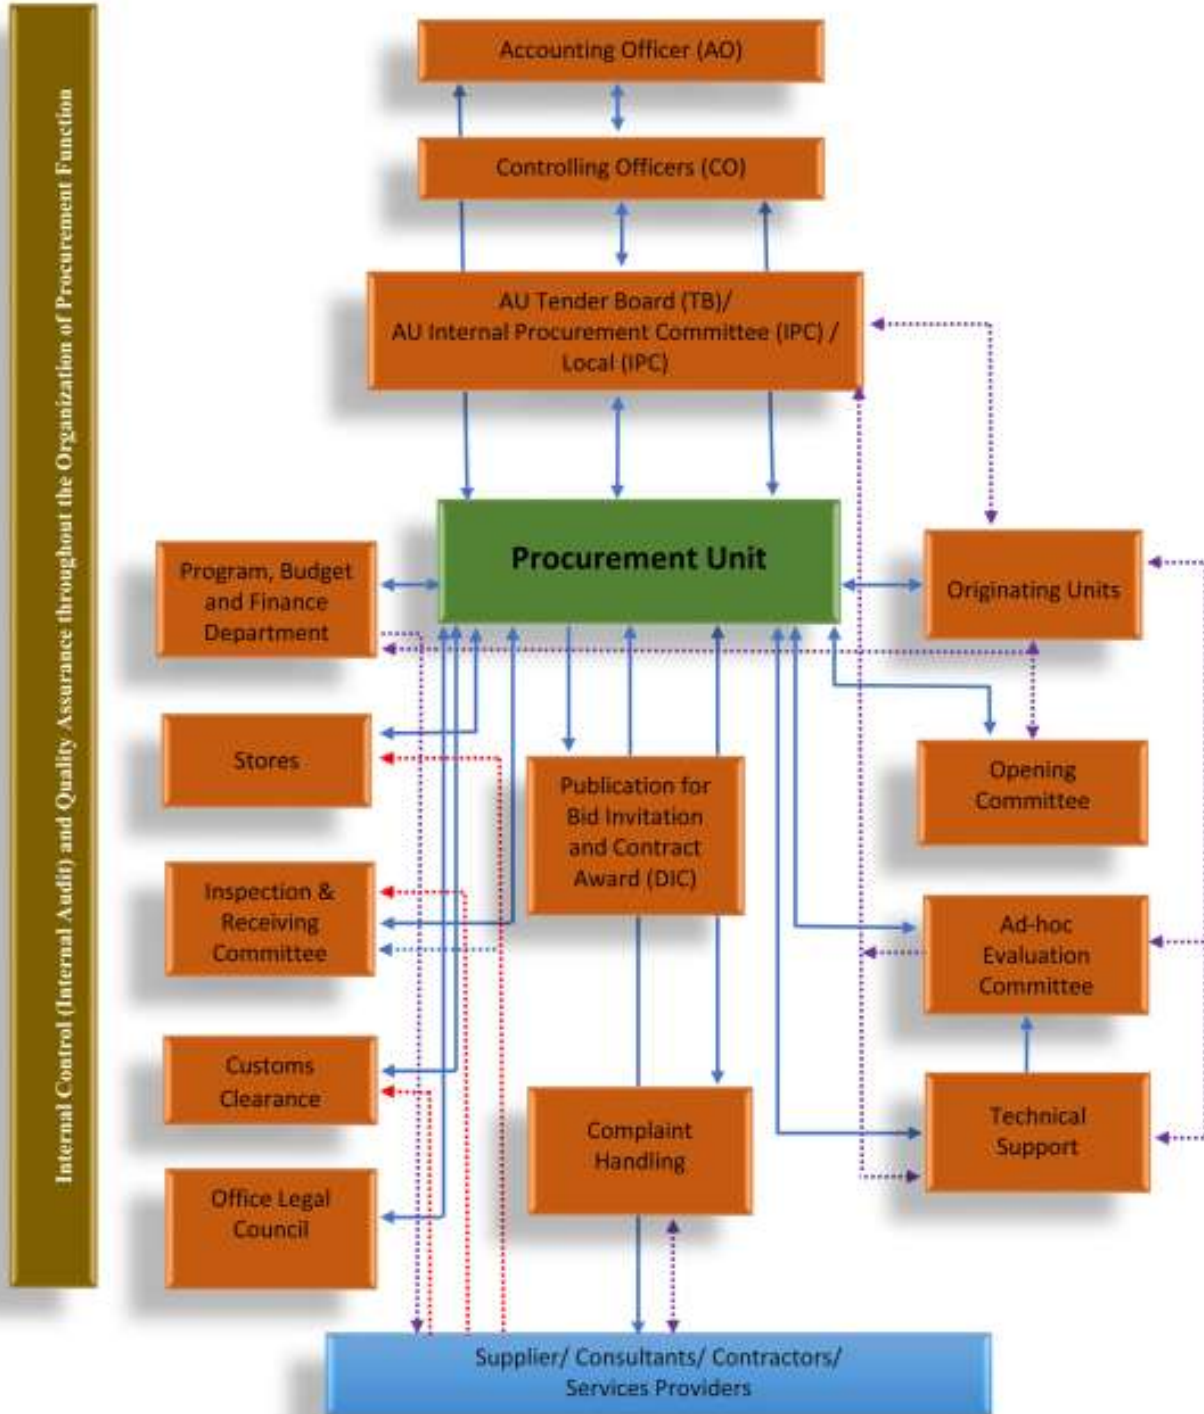 Internal Control (Internal Audit) and Quality Assurance throughout the Organization of Procurement Function
Accounting Officer (AO)
Controlling Officers (CO)
AU Tender Board (TB)/
AU Internal Procurement Committee (IPC) /
Local (IPC)
Procurement Unit
Program, Budget
and Finance
Department
Originating Units
Stores
Publication for
Bid Invitation
and Contract
Award (DIC)
Opening
Committee
Inspection &
Receiving
Committee
Ad-hoc
Evaluation
Committee
Customs
Clearance
Complaint
Handling
Technical
Support
Office Legal
Council
Supplier/ Consultants/ Contractors/
Services Providers